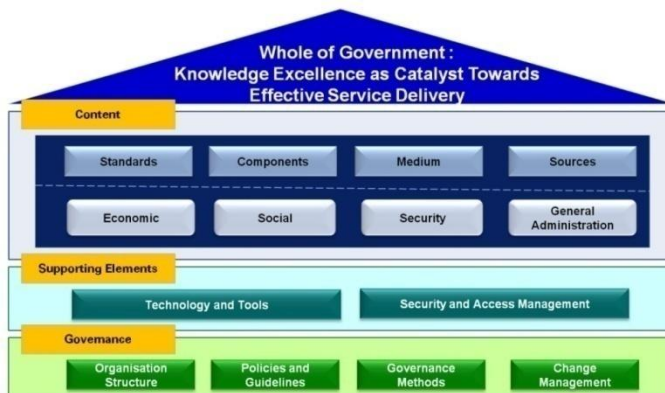 Whole of Government :
Knowledge Excellence as Catalyst Towards
Effective Service Delivery
Content
Standards
Components
Medium
Sources
Economic
Social
Security
General
Administration
Supporting Elements
Technology and Tools
Security and Access Management
Governance
Organisation
Structure
Policies and
Guidelines
Governance
Methods
Change
Management